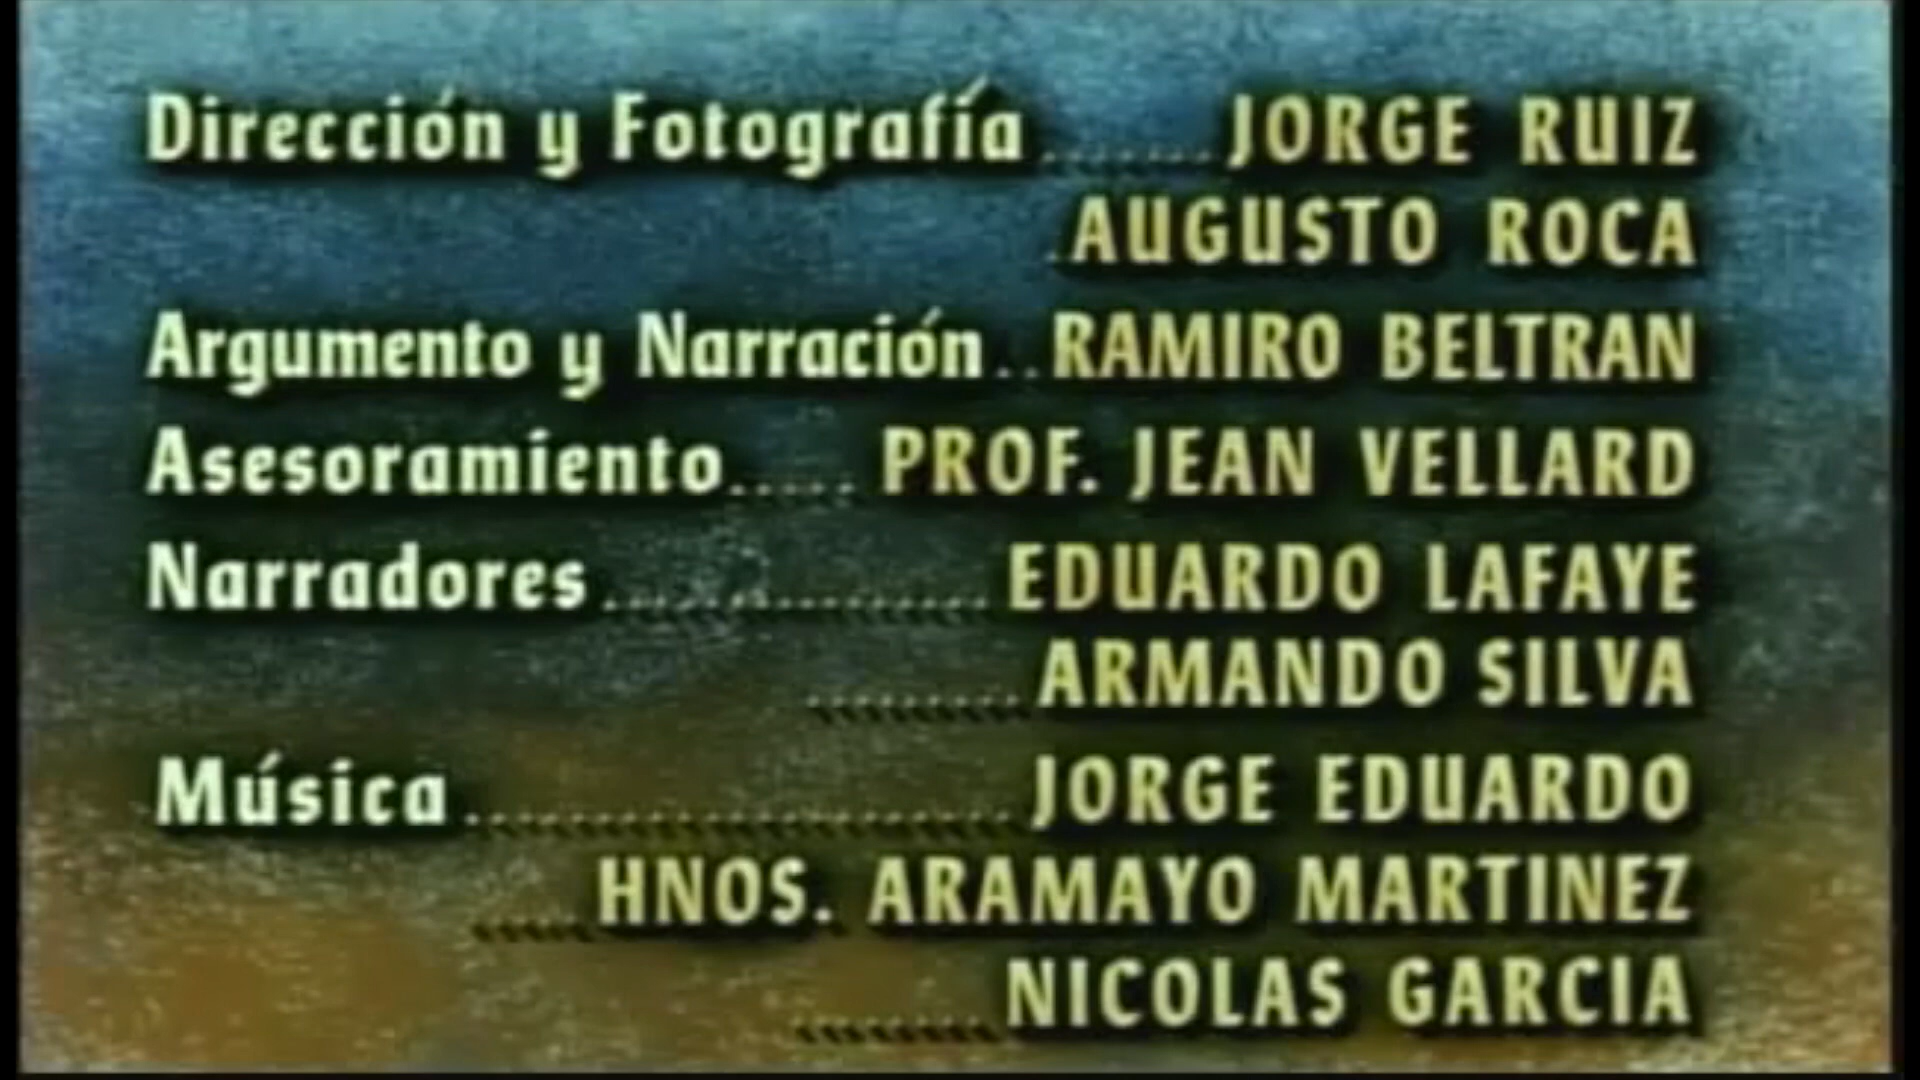 Dirección y Fotografía.......JORGE RUIZ
.AUGUSTO ROCA
Argumento y Narración..RAMIRO BELTRAN
Asesoramiento.....PROF. JEAN VELLARD
Narradores................EDUARDO LAFAYE
.........ARMANDO SILVA
Música.......................JORGE EDUARDO
.....HNOS. ARAMAYO MARTINEZ
.........NICOLAS GARCIA